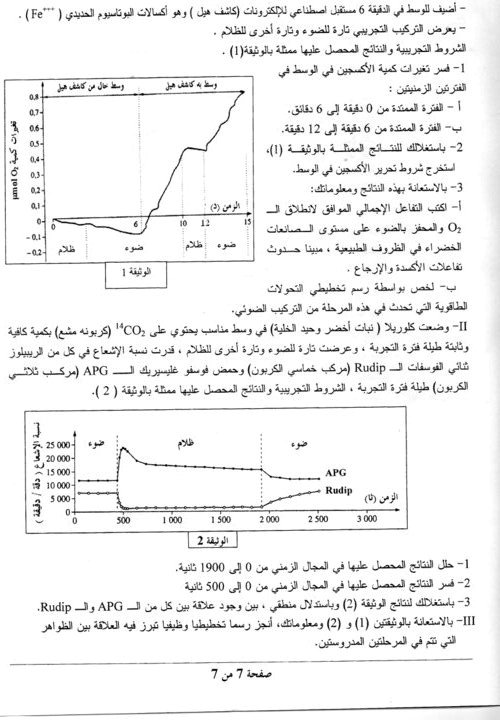 – أضيف للوسط في الدقيقة 6 مستقبل اصطناعي للإلكترونات (كاشف هيل) وهو أكسالات البوتاسيوم الحديدي (Fe+++) .
– يعرض التركيب التجريبي تارة للضوء وتارة أخرى للظلام .
الشروط التجريبية والنتائج المحصل عليها ممثلة بالوثيقة(1) .
1– فسر تغيرات كمية الأكسجين في الوسط في
الفترتين الزمنيتين :
أ – الفترة الممتدة من 0 دقيقة إلى 6 دقائق.
ب– الفترة الممتدة من 6 دقيقة إلى 12 دقيقة.
2– باستغلالك للنتائج الممثلة بالوثيقة (1)،
استخرج شروط تحرير الأكسجين في الوسط.
3– بالاستعانة بهذه النتائج ومعلوماتك:
أ– اكتب التفاعل الإجمالي الموافق لانطلاق الـ
O2 والمحفز بالضوء على مستوى الصانعات
الخضراء في الظروف الطبيعية ، مبينا حدوث
تفاعلات الأكسدة والإرجاع .
ب– لخص بواسطة رسم تخطيطي التحولات
الطاقوية التي تحدث في هذه المرحلة من التركيب الضوئي.
وسط خال من كاشف هيل
وسط به كاشف هيل
تغيرات كمية µmol O2
0,8
0,7
0,6
0,5
0,4
0,3
0,2
0,1
0
– 0,1
– 0,2
0 6 10 12 15
الزمن (د)
ظلام ضوء ظلام ضوء
الوثيقة 1
II– وضعت كلوريلا ( نبات أخضر وحيد الخلية) في وسط مناسب يحتوي على 14CO2 (كربونه مشع) بكمية كافية
وثابتة طيلة فترة التجربة ، وعرضت تارة للضوء وتارة أخرى للظلام ، قدرت نسبة الإشعاع في كل من الريبيلوز
ثنائي الفوسفات الـ Rudip (مركب خماسي الكربون) وحمض فوسفو غليسيريك الـ APG (مركب ثلاثي
الكربون) طيلة فترة التجربة ، الشروط التجريبية والنتائج المحصل عليها ممثلة بالوثيقة ( 2 ).
نسبة الإشعاع ( دقة / دقيقة )
ضوء ظلام ضوء
25 000
20 000
15 000
10 000
5 000
0
APG
Rudip
الزمن (ثا)
0 500 1 000 1 500 2 000 2 500 3 000
الوثيقة 2
1– حلل النتائج المحصل عليها في المجال الزمني من 0 إلى 1900 ثانية.
2– فسر النتائج المحصل عليها في المجال الزمني من 0 إلى 500 ثانية
3– باستغلالك لنتائج الوثيقة (2) وباستدلال منطقي ، بين وجود علاقة بين كل من الـ APG والـ Rudip.
III– بالاستعانة بالوثيقتين (1) و (2) ومعلوماتك، أنجز رسما تخطيطيا وظيفيا تبرز فيه العلاقة بين الظواهر
التي تتم في المرحلتين المدروستين.
صفحة 7 من 7